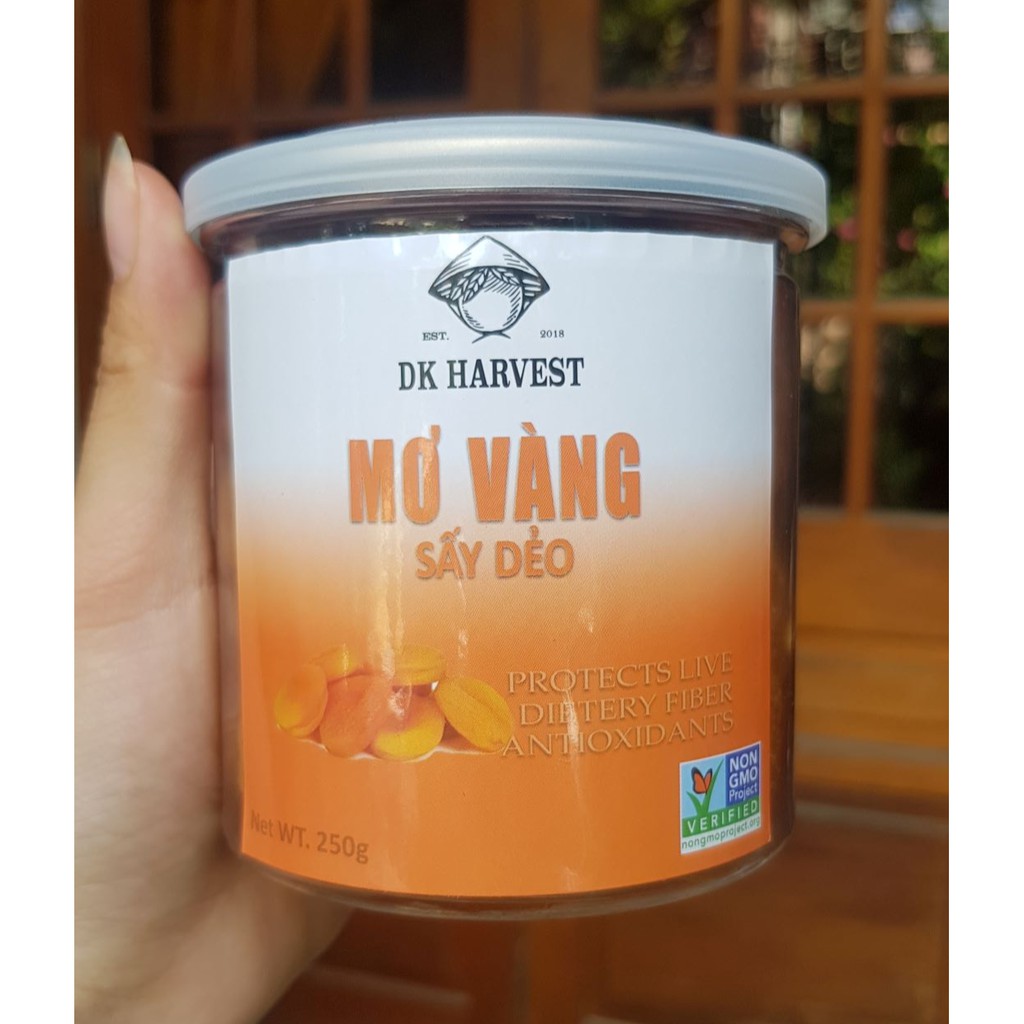 EST. 2018
DK HARVEST
MƠ VÀNG
SẤY DẺO
PROTECTS LIVE
DIETERY FIBER
ANTIOXIDANTS
NON
GMO
Project
VERIFIED
nongmoproject.org
Net WT. 250g